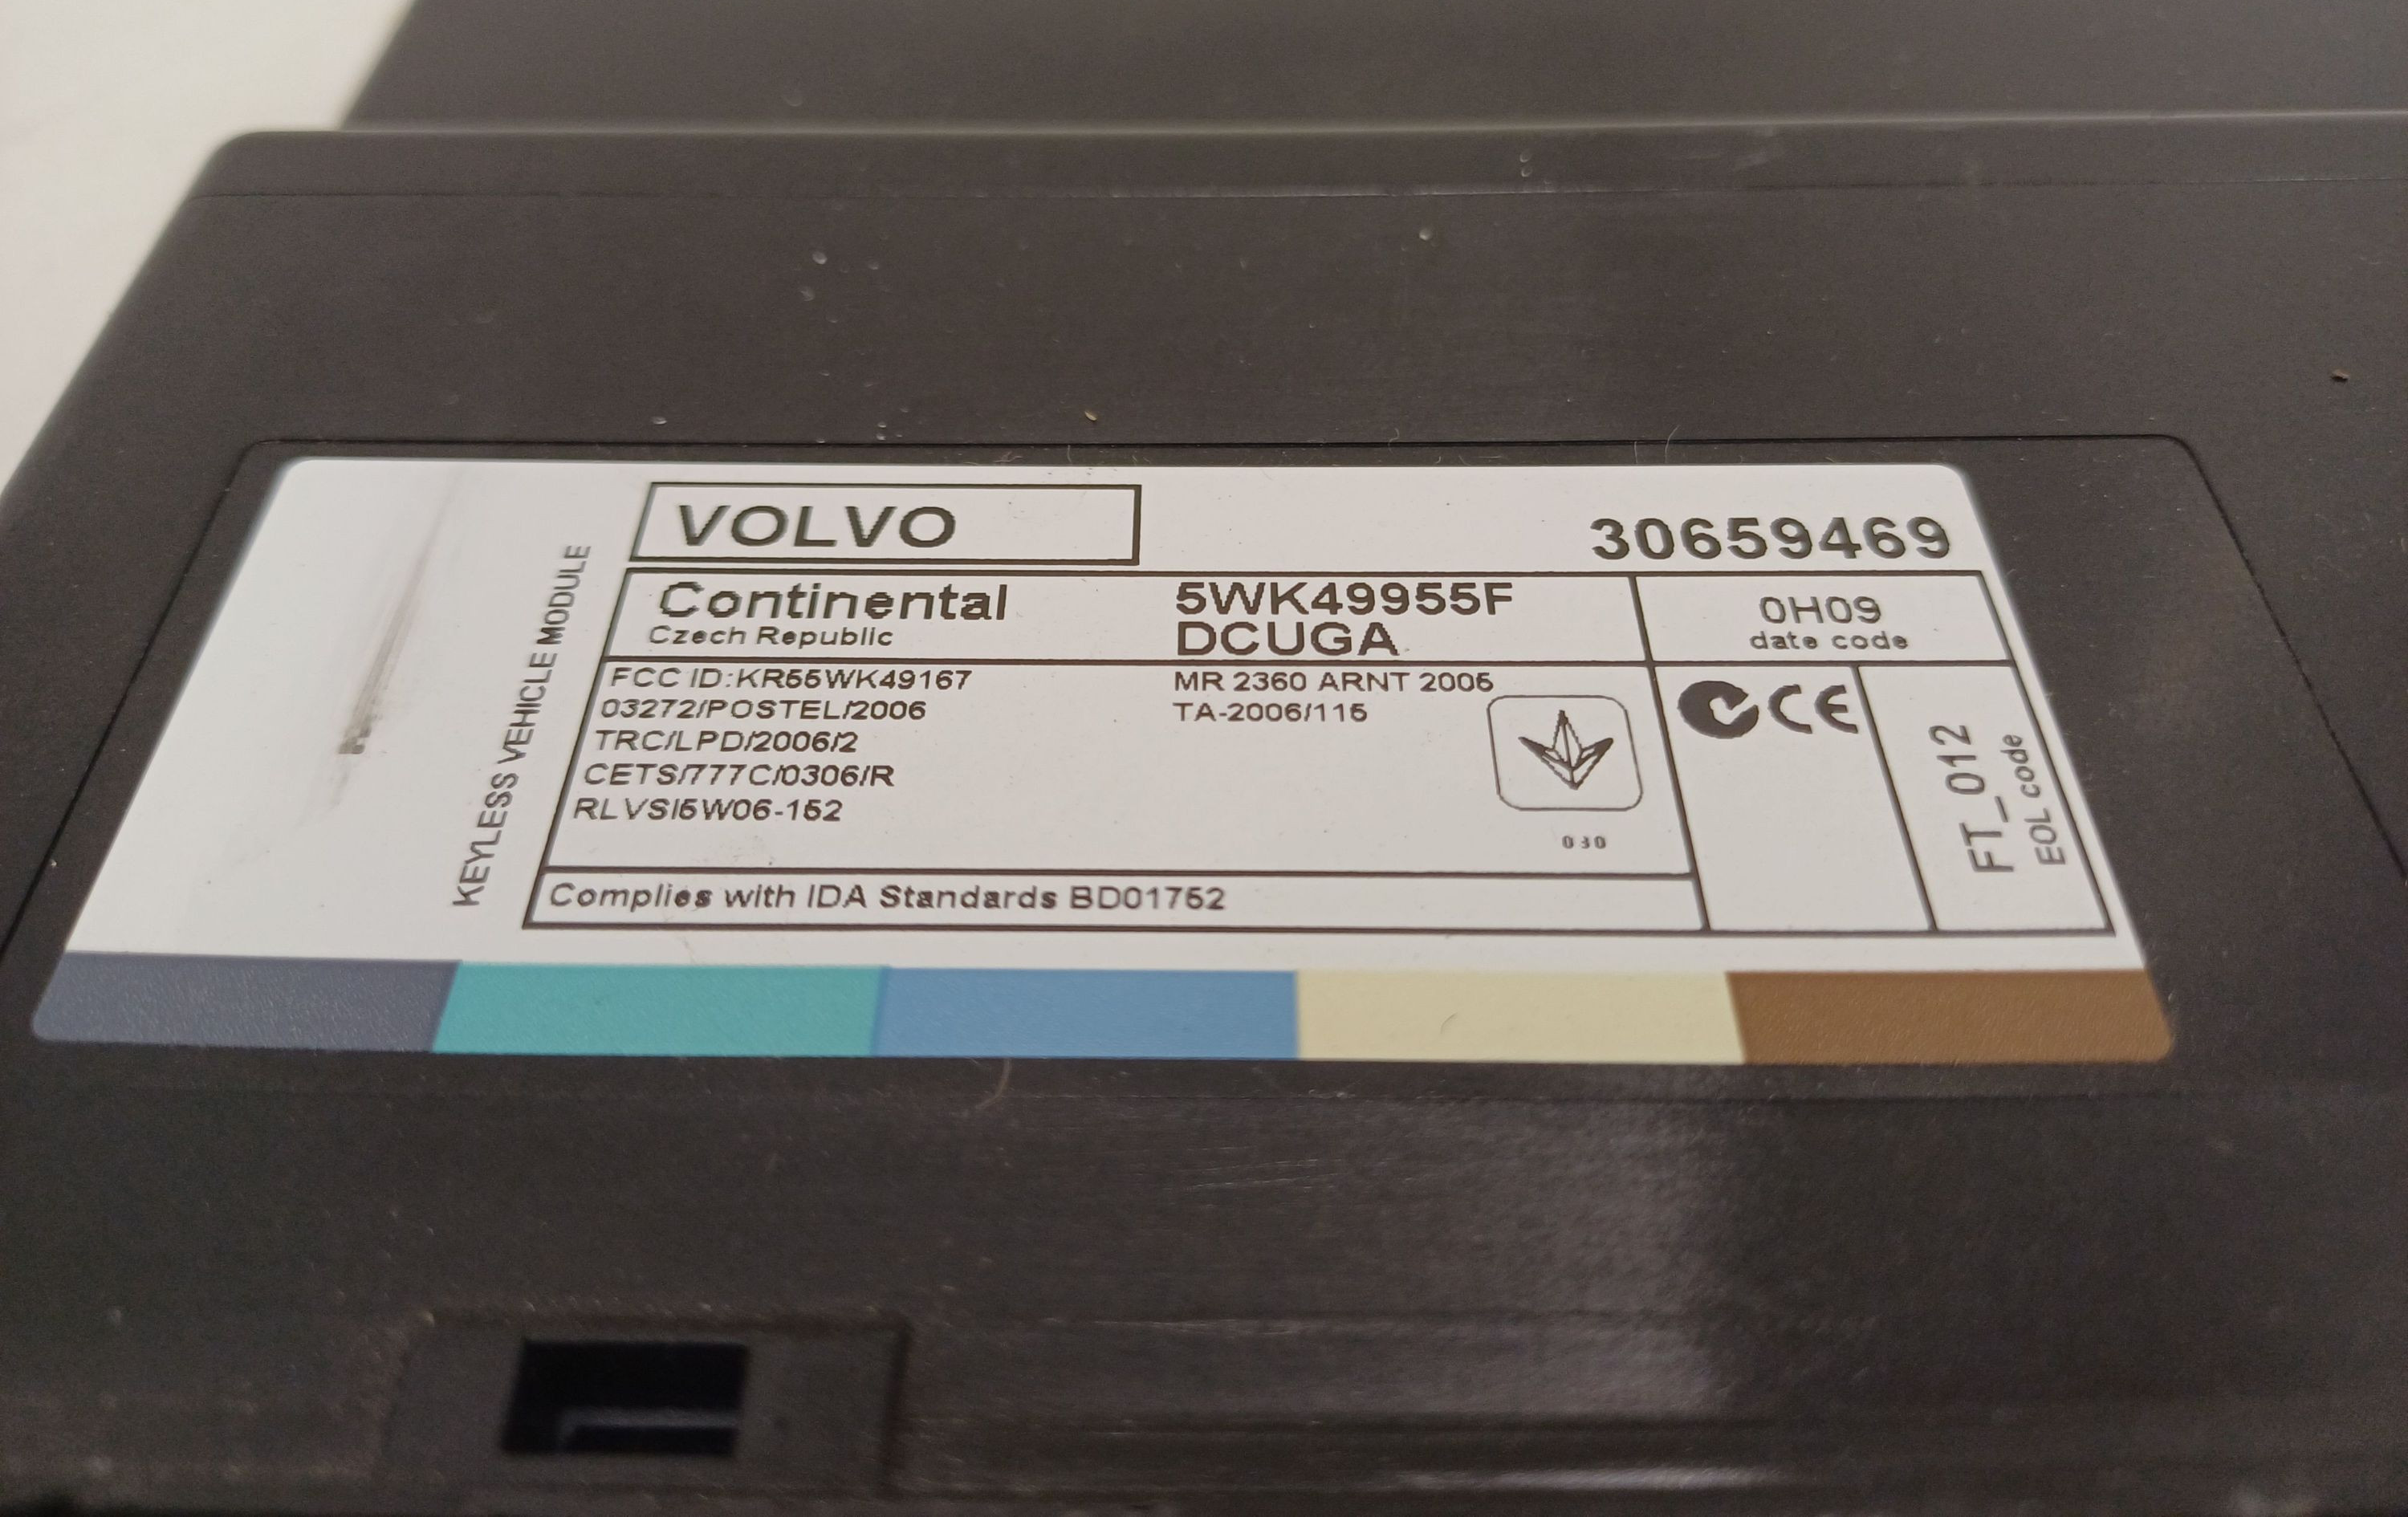 VOLVO
30659469
Continental
Czech Republic
5WK49955F
DCUGA
0H09
date code
KEYLESS VEHICLE MODULE
FCC ID:KR55WK49167
03272/POSTEL/2006
TRC/LPD/2006/2
CETS/777C/0306/R
RLVSI5W06-152
MR 2360 ARNT 2005
TA-2006/115
030
CE
FT_012
EOL code
Complies with IDA Standards BD01752